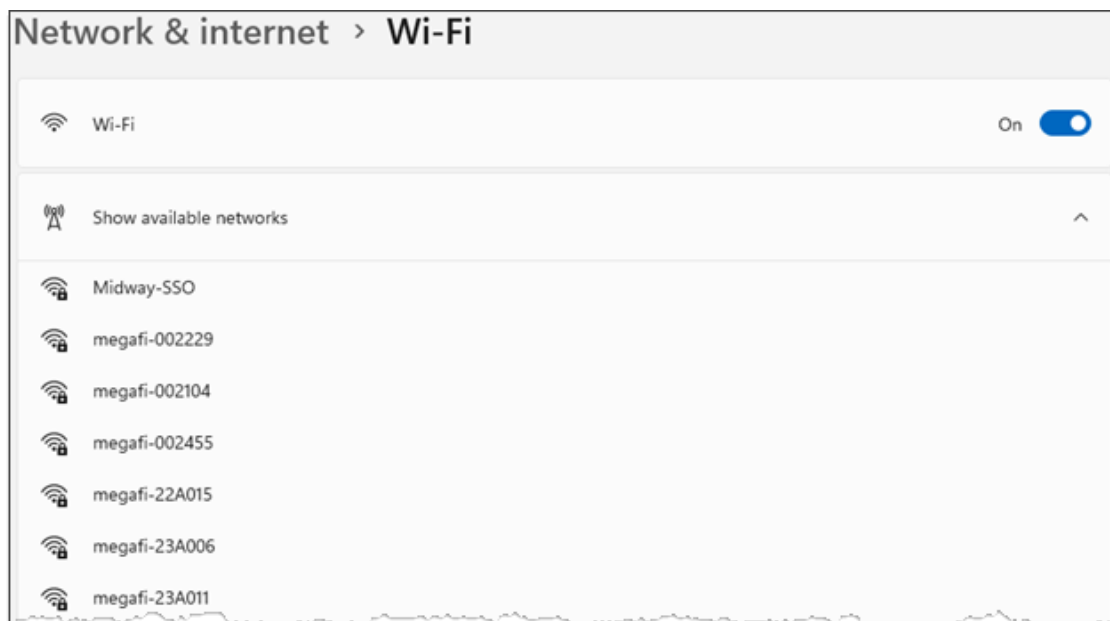 Network & internet > Wi-Fi
Wi-Fi On
Show available networks
Midway-SSO
megafi-002229
megafi-002104
megafi-002455
megafi-22A015
megafi-23A006
megafi-23A011